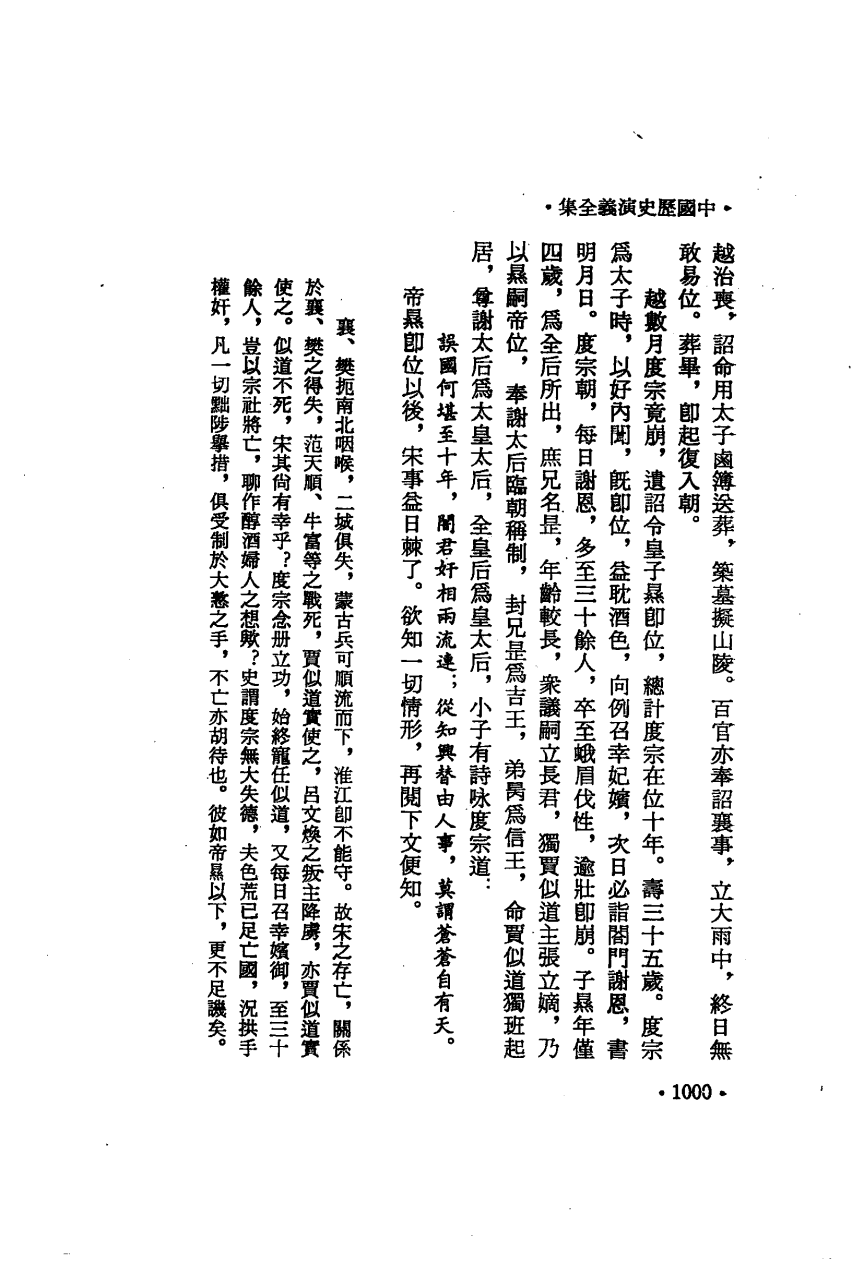 •中國歷史演義全集•
越治喪，詔命用太子鹵簿送葬，築墓擬山陵。百官亦奉詔襄事，立大雨中，終日無
敢易位。葬畢，卽起復入朝。
越數月度宗竟崩，遺詔令皇子㬎卽位，總計度宗在位十年。壽三十五歲。度宗
爲太子時，以好內聞，旣卽位，益耽酒色，向例召幸妃嬪，次日必詣閤門謝恩，書
明月日。度宗朝，每日謝恩，多至三十餘人，卒至蛾眉伐性，逾壯卽崩。子㬎年僅
四歲，爲全后所出，庶兄名昰，年齡較長，衆議嗣立長君，獨賈似道主張立嫡，乃
以㬎嗣帝位，奉謝太后臨朝稱制，封兄昰爲吉王，弟昺爲信王，命賈似道獨班起
居，尊謝太后爲太皇太后，全皇后爲皇太后，小子有詩咏度宗道：
誤國何堪至十年，闇君奸相兩流連；從知興替由人事，莫謂蒼蒼自有天。
帝㬎卽位以後，宋事益日棘了。欲知一切情形，再閱下文便知。
襄、樊扼南北咽喉，二城俱失，蒙古兵可順流而下，淮江卽不能守。故宋之存亡，關係
於襄、樊之得失，范天順、牛富等之戰死，賈似道實使之，呂文煥之叛主降虜，亦賈似道實
使之。似道不死，宋其尙有幸乎？度宗念册立功，始終寵任似道，又每日召幸嬪御，至三十
餘人，豈以宗社將亡，聊作醇酒婦人之想歟？史謂度宗無大失德，夫色荒已足亡國，況拱手
權奸，凡一切黜陟擧措，俱受制於大憝之手，不亡亦胡待也。彼如帝㬎以下，更不足譏矣。
•1000•